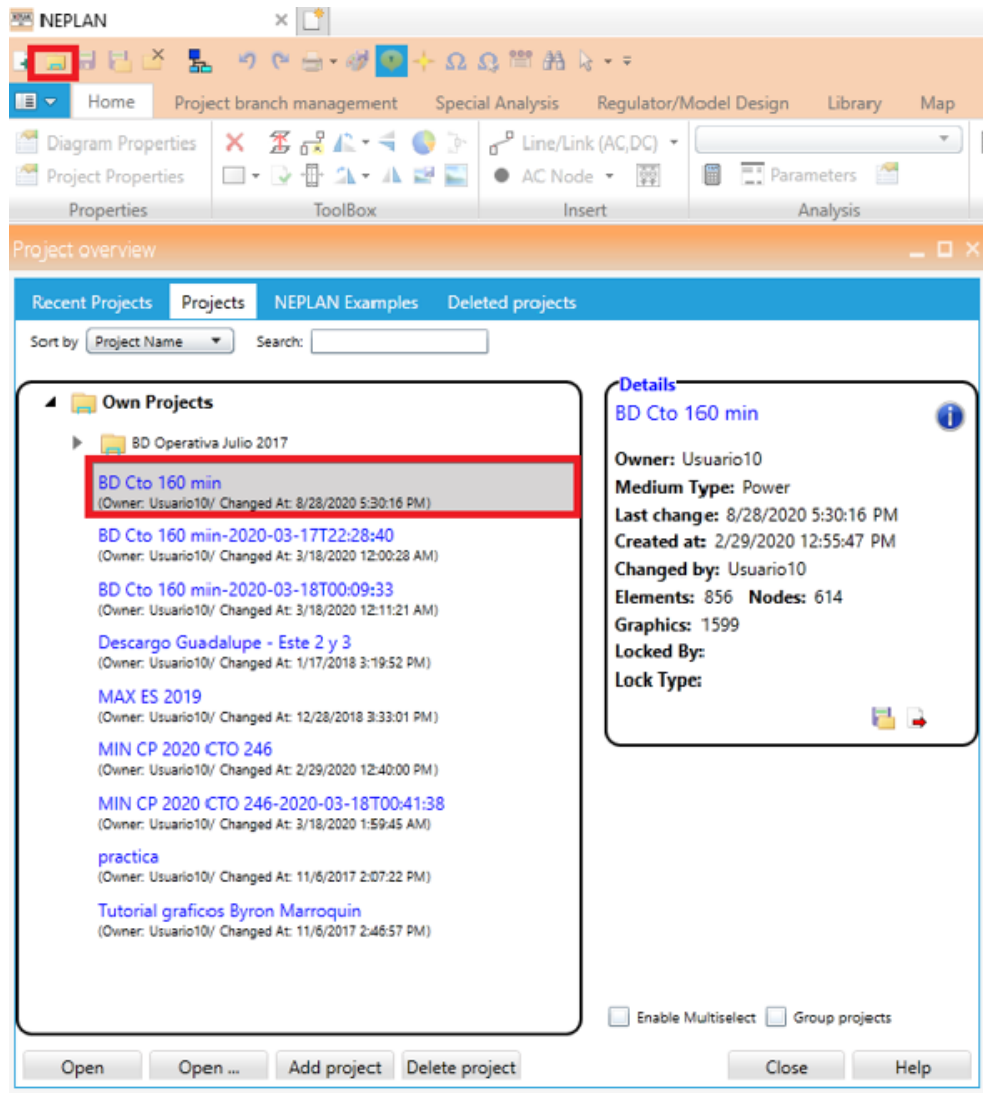 NEPLAN
Home Project branch management Special Analysis Regulator/Model Design Library Map
Diagram Properties Line/Link (AC,DC)
Project Properties AC Node Parameters
Properties ToolBox Insert Analysis
Project overview
Recent Projects Projects NEPLAN Examples Deleted projects
Sort by Project Name Search:
Own Projects
BD Operativa Julio 2017
BD Cto 160 min
(Owner: Usuario10/ Changed At: 8/28/2020 5:30:16 PM)
BD Cto 160 min-2020-03-17T22:28:40
(Owner: Usuario10/ Changed At: 3/18/2020 12:00:28 AM)
BD Cto 160 min-2020-03-18T00:09:33
(Owner: Usuario10/ Changed At: 3/18/2020 12:11:21 AM)
Descargo Guadalupe - Este 2 y 3
(Owner: Usuario10/ Changed At: 1/17/2018 3:19:52 PM)
MAX ES 2019
(Owner: Usuario10/ Changed At: 12/28/2018 3:33:01 PM)
MIN CP 2020 CTO 246
(Owner: Usuario10/ Changed At: 2/29/2020 12:40:00 PM)
MIN CP 2020 CTO 246-2020-03-18T00:41:38
(Owner: Usuario10/ Changed At: 3/18/2020 1:59:45 AM)
practica
(Owner: Usuario10/ Changed At: 11/6/2017 2:07:22 PM)
Tutorial graficos Byron Marroquin
(Owner: Usuario10/ Changed At: 11/6/2017 2:46:57 PM)
Details
BD Cto 160 min
Owner: Usuario10
Medium Type: Power
Last change: 8/28/2020 5:30:16 PM
Created at: 2/29/2020 12:55:47 PM
Changed by: Usuario10
Elements: 856 Nodes: 614
Graphics: 1599
Locked By:
Lock Type:
Enable Multiselect Group projects
Open Open ... Add project Delete project Close Help